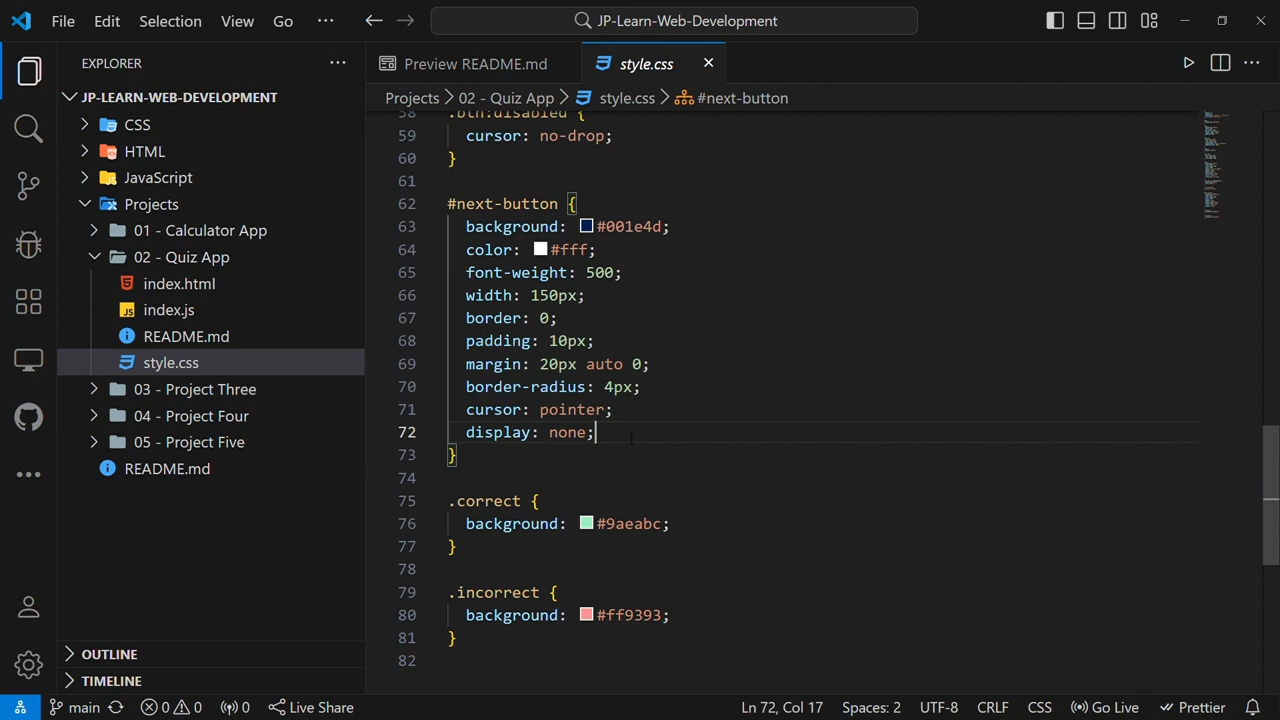 File Edit Selection View Go ··· JP-Learn-Web-Development
EXPLORER ···
JP-LEARN-WEB-DEVELOPMENT
CSS
HTML
JavaScript
Projects
01 - Calculator App
02 - Quiz App
index.html
JS index.js
README.md
style.css
03 - Project Three
04 - Project Four
05 - Project Five
README.md
OUTLINE
TIMELINE
Preview README.md style.css
Projects > 02 - Quiz App > style.css > #next-button
58 .btn:disabled {
59 cursor: no-drop;
60 }
61
62 #next-button {
63 background: #001e4d;
64 color: #fff;
65 font-weight: 500;
66 width: 150px;
67 border: 0;
68 padding: 10px;
69 margin: 20px auto 0;
70 border-radius: 4px;
71 cursor: pointer;
72 display: none;
73 }
74
75 .correct {
76 background: #9aeabc;
77 }
78
79 .incorrect {
80 background: #ff9393;
81 }
82
main 0 0 0 Live Share Ln 72, Col 17 Spaces: 2 UTF-8 CRLF CSS Go Live Prettier